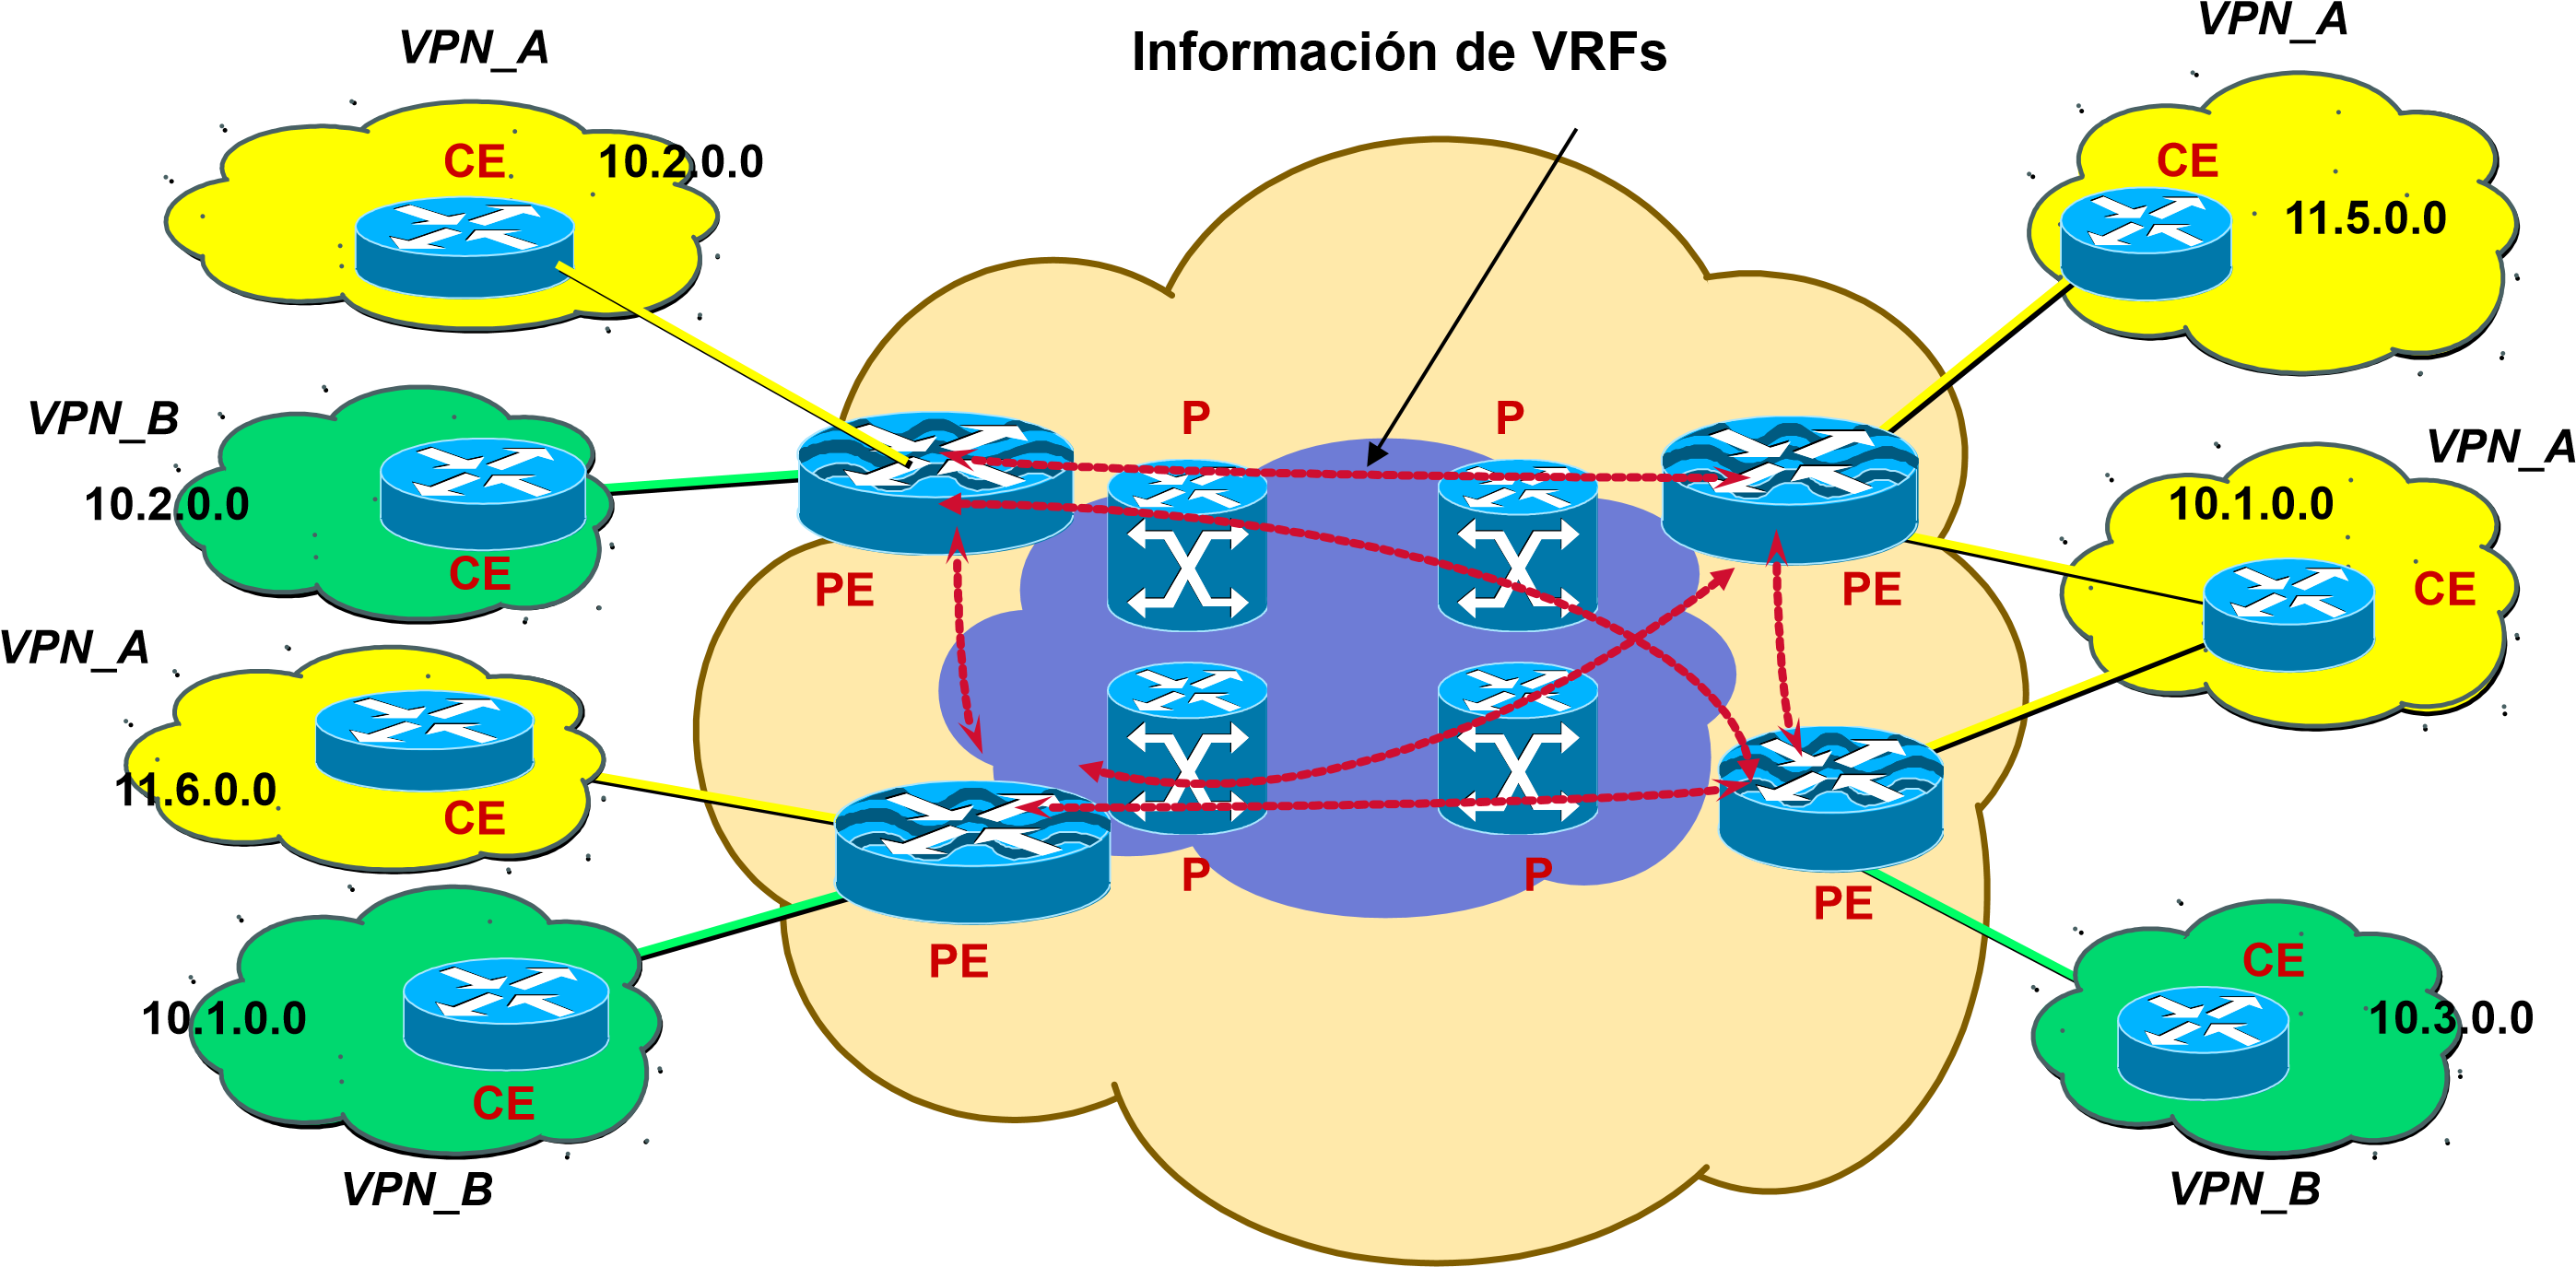 VPN_A
Información de VRFs
VPN_A
CE
10.2.0.0
CE
11.5.0.0
VPN_B
10.2.0.0
CE
P
P
VPN_A
10.1.0.0
CE
PE
PE
VPN_A
11.6.0.0
CE
P
P
PE
PE
10.1.0.0
CE
VPN_B
CE
10.3.0.0
VPN_B